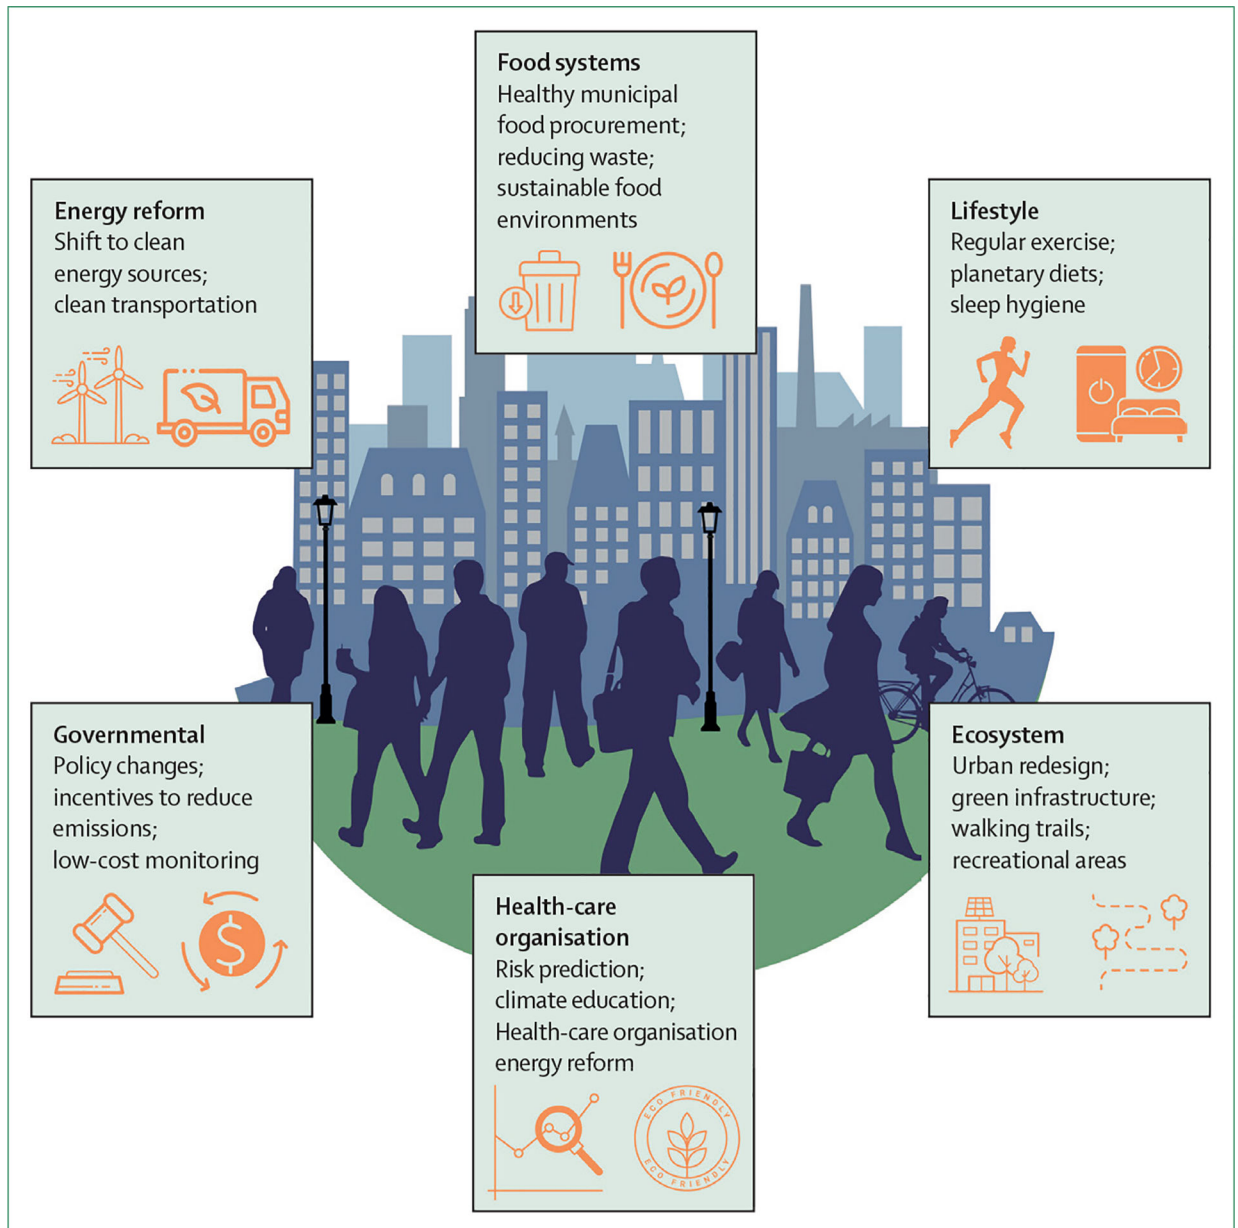 Food systems
Healthy municipal
food procurement;
reducing waste;
sustainable food
environments
Energy reform
Shift to clean
energy sources;
clean transportation
Lifestyle
Regular exercise;
planetary diets;
sleep hygiene
Governmental
Policy changes;
incentives to reduce
emissions;
low-cost monitoring
$
Ecosystem
Urban redesign;
green infrastructure;
walking trails;
recreational areas
Health-care
organisation
Risk prediction;
climate education;
Health-care organisation
energy reform
ECO FRIENDLY
ECO FRIENDLY